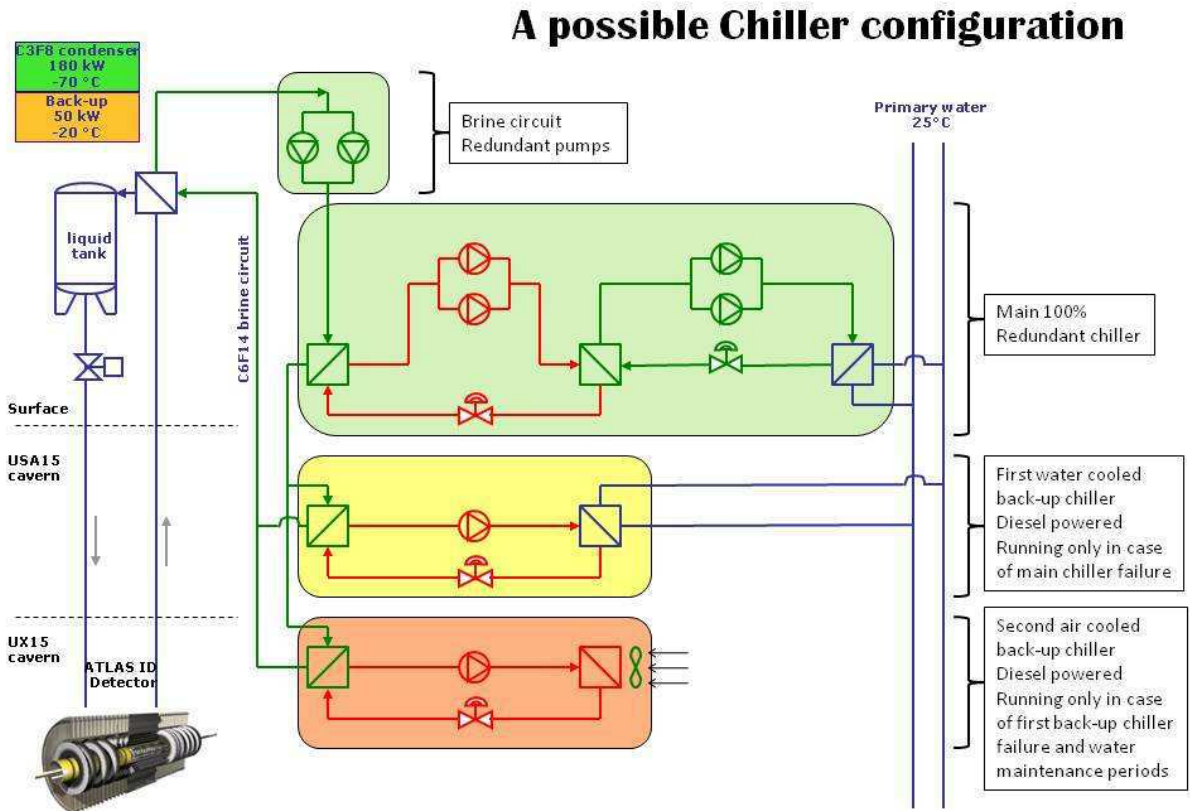 A possible Chiller configuration
C3F8 condenser
180 kW
-70 °C
Back-up
50 kW
-20 °C
Brine circuit
Redundant pumps
Primary water
25°C
liquid
tank
C6F14 brine circuit
Main 100%
Redundant chiller
Surface
USA15
cavern
First water cooled
back-up chiller
Diesel powered
Running only in case
of main chiller failure
UX15
cavern
ATLAS ID
Detector
Second air cooled
back-up chiller
Diesel powered
Running only in case
of first back-up chiller
failure and water
maintenance periods